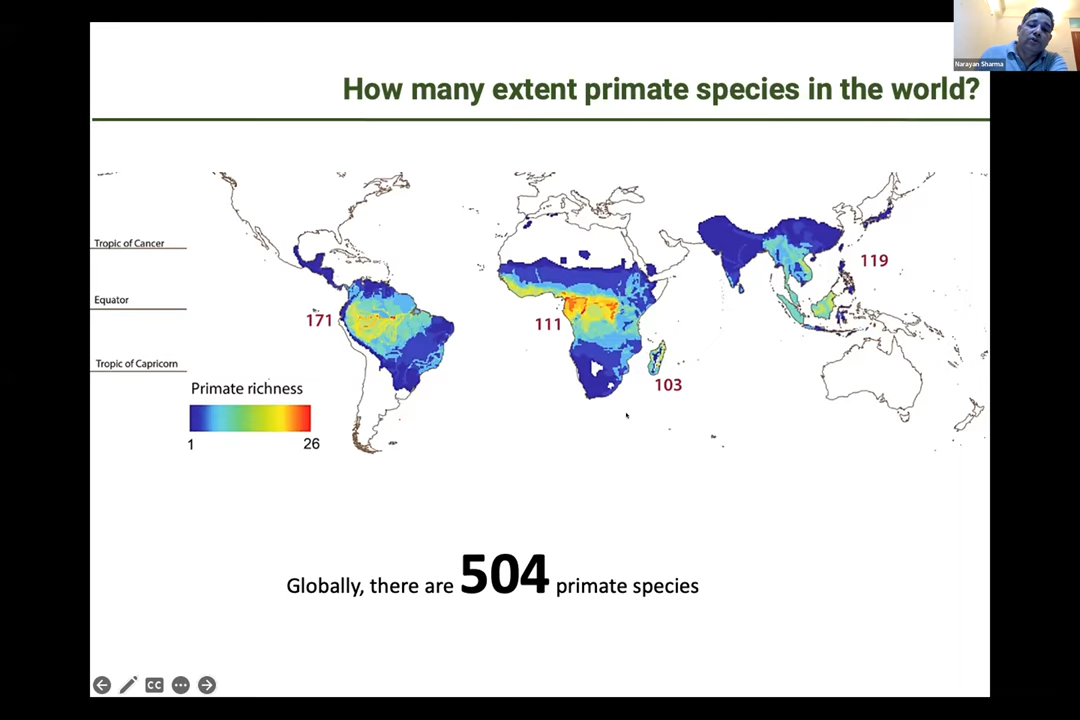 Narayan Sharma
How many extent primate species in the world?
Tropic of Cancer
119
Equator
171
111
Tropic of Capricorn
103
Primate richness
1 26
Globally, there are 504 primate species
CC